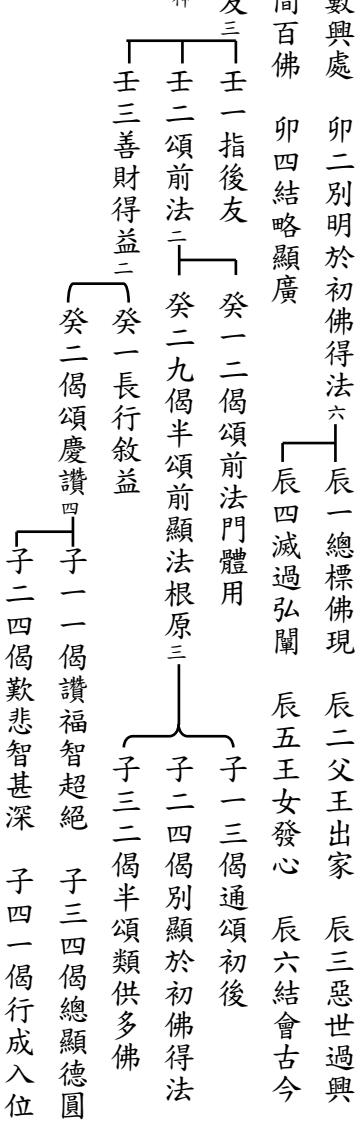 數興處　卯二別明於初佛得法六
辰一總標佛現　辰二父王出家　辰三惡世過興
間百佛　卯四結略顯廣
辰四滅過弘闡　辰五王女發心　辰六結會古今
友三
壬一指後友
壬二頌前法二
癸一二偈頌前法門體用
癸二九偈半頌前顯法根原三
子一三偈通頌初後
子二四偈別顯於初佛得法
子三二偈半頌類供多佛
壬三善財得益二
癸一長行敘益
癸二偈頌慶讚四
子一一偈讚福智超絕　子三四偈總顯德圓
子二四偈歎悲智甚深　子四一偈行成入位